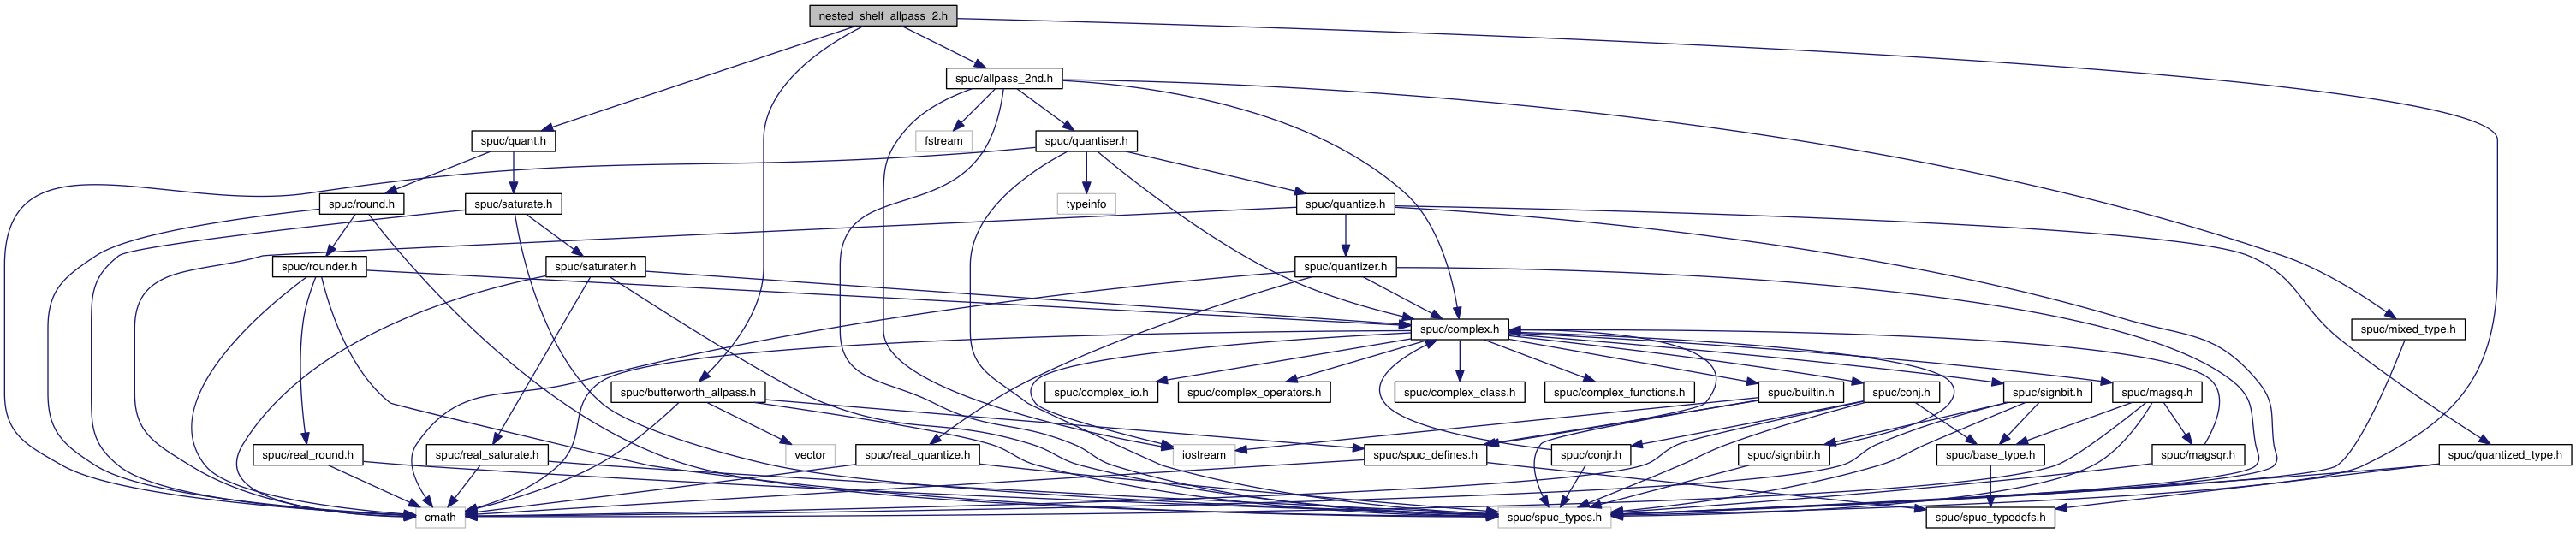 nested_shelf_allpass_2.h
spuc/allpass_2nd.h
spuc/quant.h
fstream
spuc/quantiser.h
spuc/round.h
spuc/saturate.h
typeinfo
spuc/quantize.h
spuc/rounder.h
spuc/saturater.h
spuc/quantizer.h
spuc/complex.h
spuc/mixed_type.h
spuc/butterworth_allpass.h
spuc/complex_io.h
spuc/complex_operators.h
spuc/complex_class.h
spuc/complex_functions.h
spuc/builtin.h
spuc/conj.h
spuc/signbit.h
spuc/magsq.h
spuc/real_round.h
spuc/real_saturate.h
vector
spuc/real_quantize.h
iostream
spuc/spuc_defines.h
spuc/conjr.h
spuc/signbitr.h
spuc/base_type.h
spuc/magsqr.h
spuc/quantized_type.h
cmath
spuc/spuc_types.h
spuc/spuc_typedefs.h